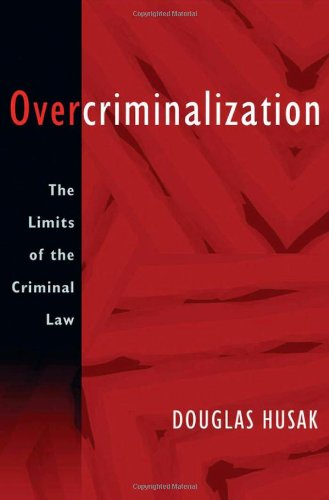 Overcriminalization
The
Limits
of the
Criminal
Law
DOUGLAS HUSAK